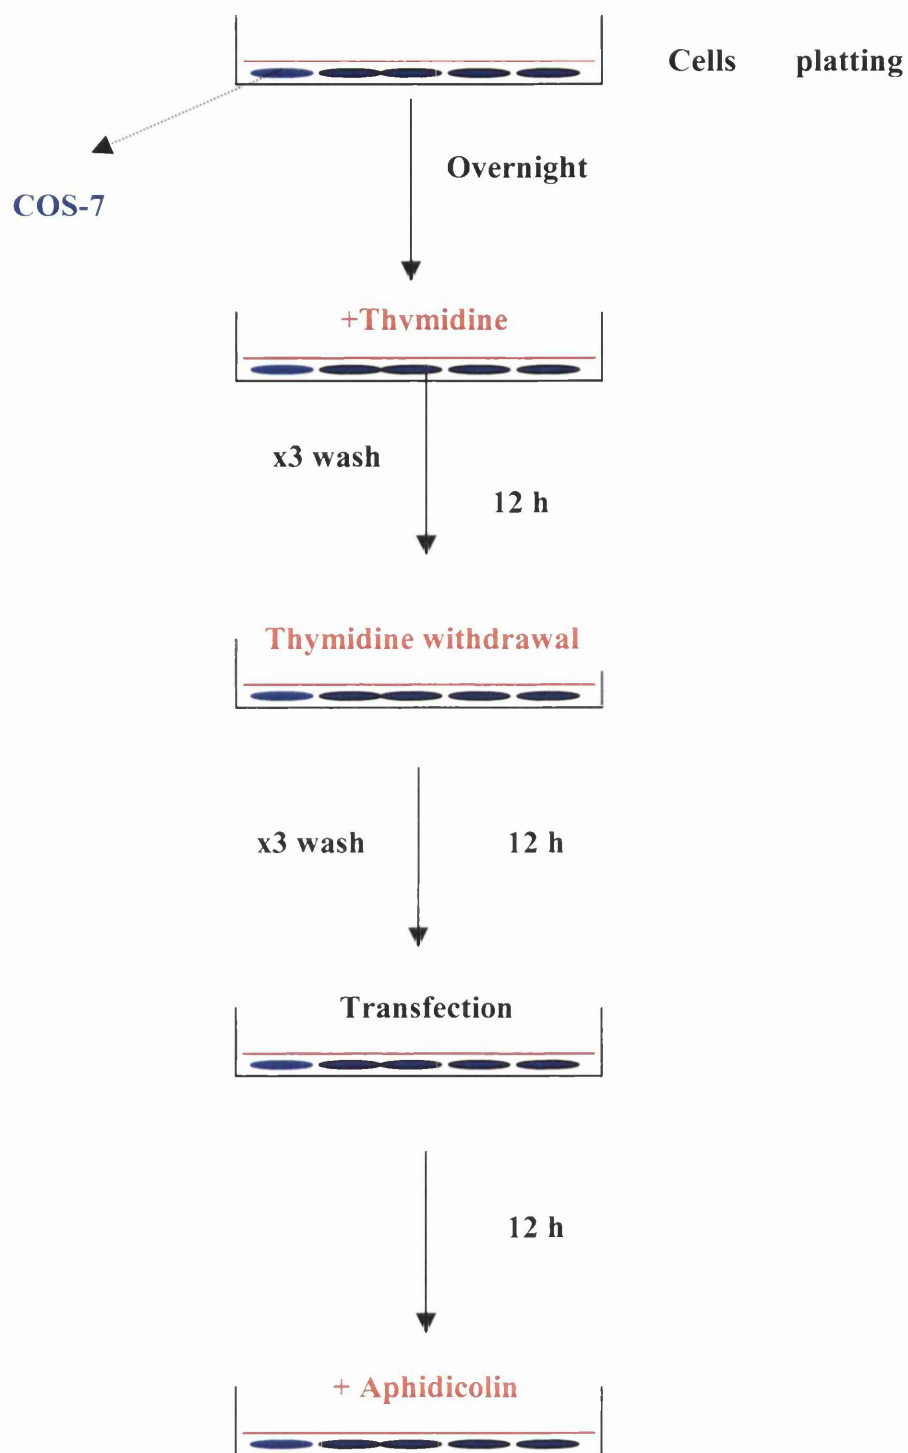 Cells platting
Overnight
COS-7
+Thymidine
x3 wash
12 h
Thymidine withdrawal
x3 wash 12 h
Transfection
12 h
+ Aphidicolin